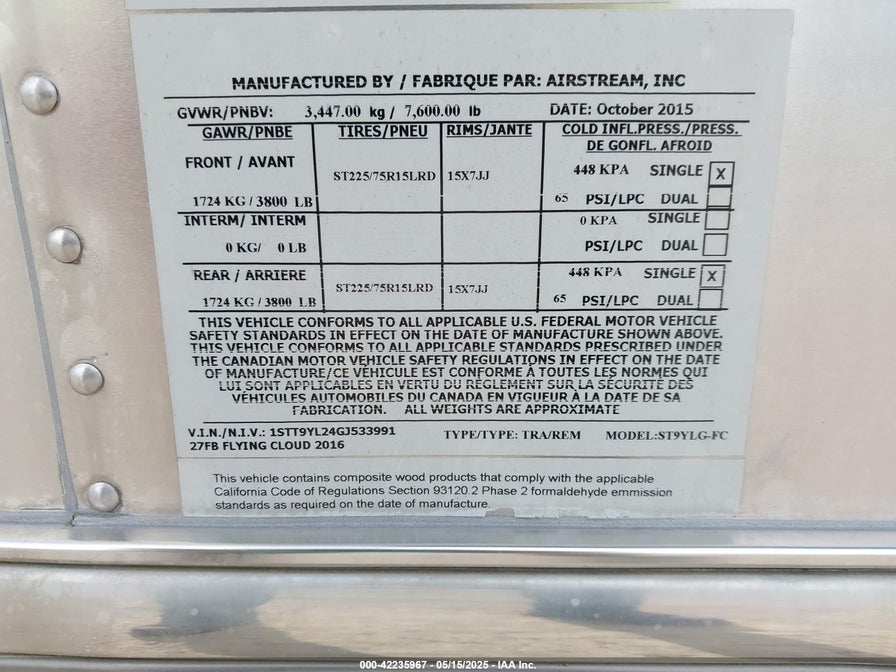 MANUFACTURED BY / FABRIQUE PAR: AIRSTREAM, INC
GVWR/PNBV: 3,447.00 kg / 7,600.00 lb DATE: October 2015
GAWR/PNBE TIRES/PNEU RIMS/JANTE COLD INFL.PRESS./PRESS.
DE GONFL. AFROID
FRONT / AVANT ST225/75R15LRD 15X7JJ 448 KPA SINGLE X
1724 KG / 3800 LB 65 PSI/LPC DUAL
INTERM/ INTERM 0 KPA SINGLE
0 KG/ 0 LB PSI/LPC DUAL
REAR / ARRIERE ST225/75R15LRD 15X7JJ 448 KPA SINGLE X
1724 KG / 3800 LB 65 PSI/LPC DUAL
THIS VEHICLE CONFORMS TO ALL APPLICABLE U.S. FEDERAL MOTOR VEHICLE
SAFETY STANDARDS IN EFFECT ON THE DATE OF MANUFACTURE SHOWN ABOVE.
THIS VEHICLE CONFORMS TO ALL APPLICABLE STANDARDS PRESCRIBED UNDER
THE CANADIAN MOTOR VEHICLE SAFETY REGULATIONS IN EFFECT ON THE DATE
OF MANUFACTURE/CE VÉHICULE EST CONFORME À TOUTES LES NORMES QUI
LUI SONT APPLICABLES EN VERTU DU RÈGLEMENT SUR LA SÉCURITÉ DES
VÉHICULES AUTOMOBILES DU CANADA EN VIGUEUR À LA DATE DE SA
FABRICATION. ALL WEIGHTS ARE APPROXIMATE
V.I.N./N.I.V.: 1STT9YL24GJ533991 TYPE/TYPE: TRA/REM MODEL:ST9YLG-FC
27FB FLYING CLOUD 2016
This vehicle contains composite wood products that comply with the applicable
California Code of Regulations Section 93120.2 Phase 2 formaldehyde emmission
standards as required on the date of manufacture.
000-42235967 - 05/15/2025 - IAA Inc.